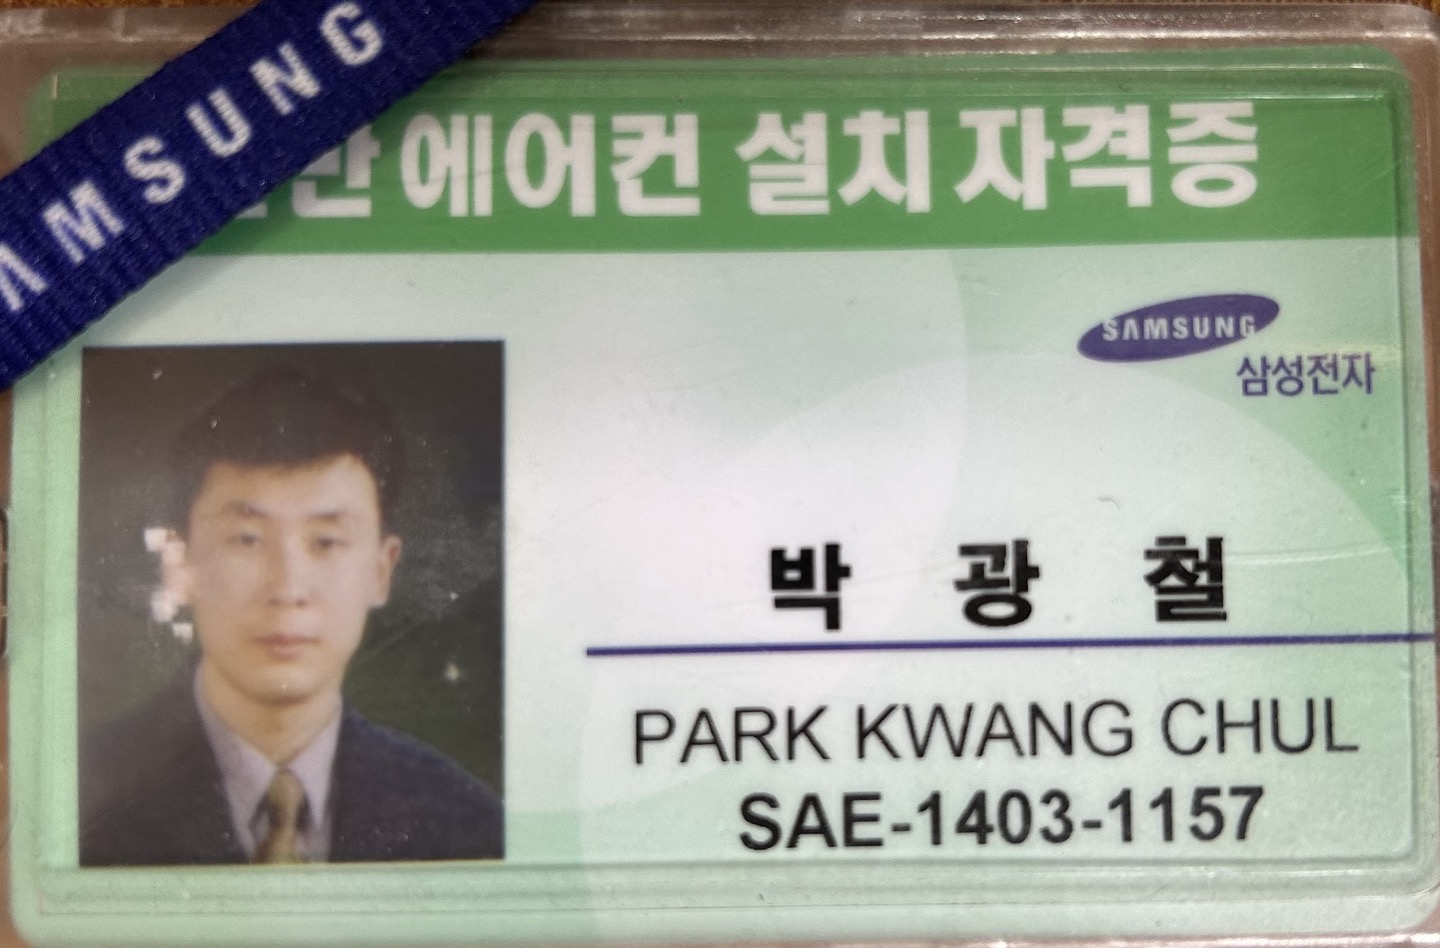 SAMSUNG
반 에어컨 설치 자격증
SAMSUNG
삼성전자
박 광 철
PARK KWANG CHUL
SAE-1403-1157